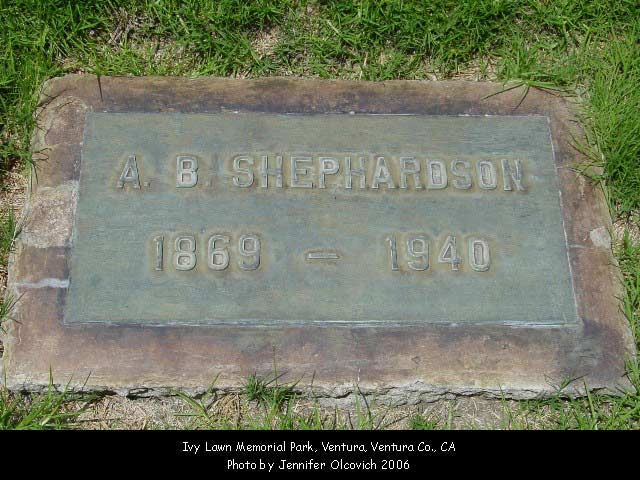 A. B. SHEPHARDSON
1869 – 1940
Ivy Lawn Memorial Park, Ventura, Ventura Co., CA
Photo by Jennifer Olcovich 2006